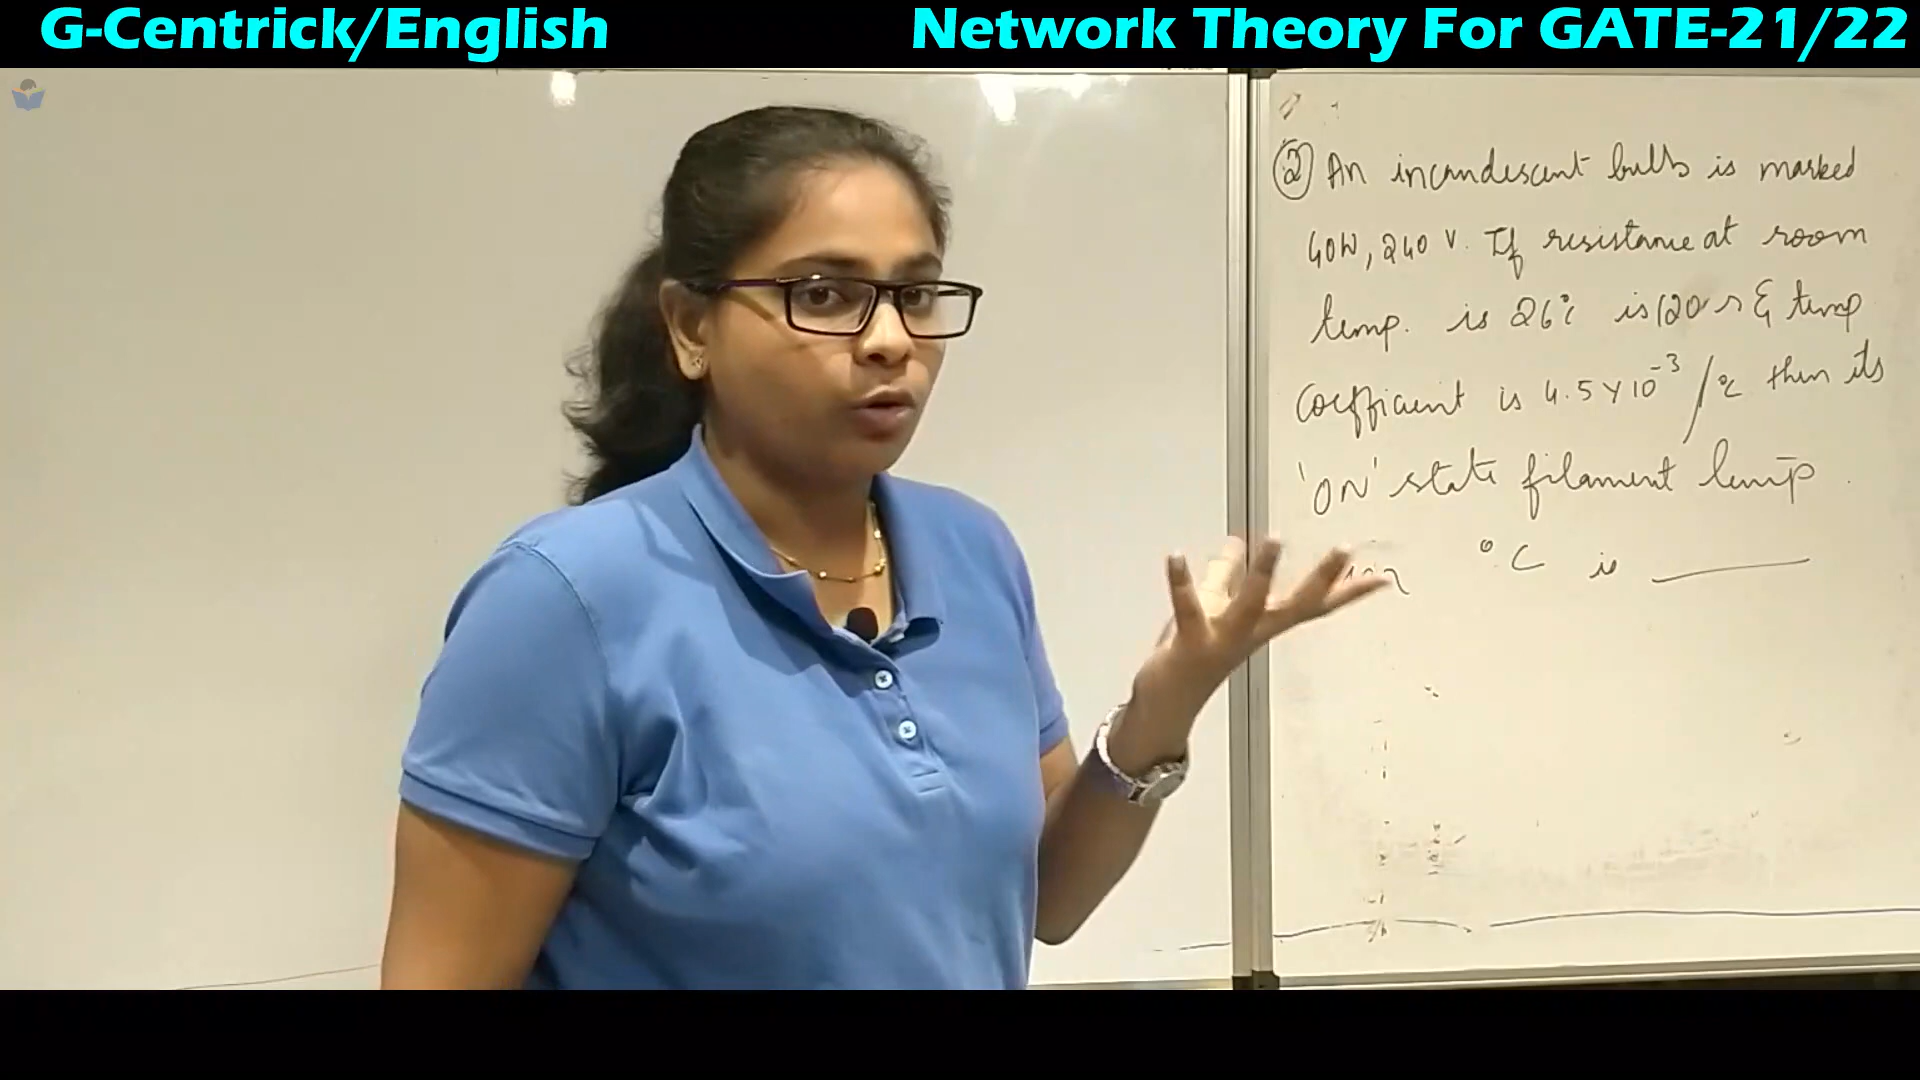 G-Centrick/English
Network Theory For GATE-21/22
② An incandescent bulb is marked
40W, 240 V. If resistance at room
temp. is 26°C is 120 Ω & temp
coefficient is 4.5 × 10⁻³ /°C then its
'ON' state filament temp
°C is ______